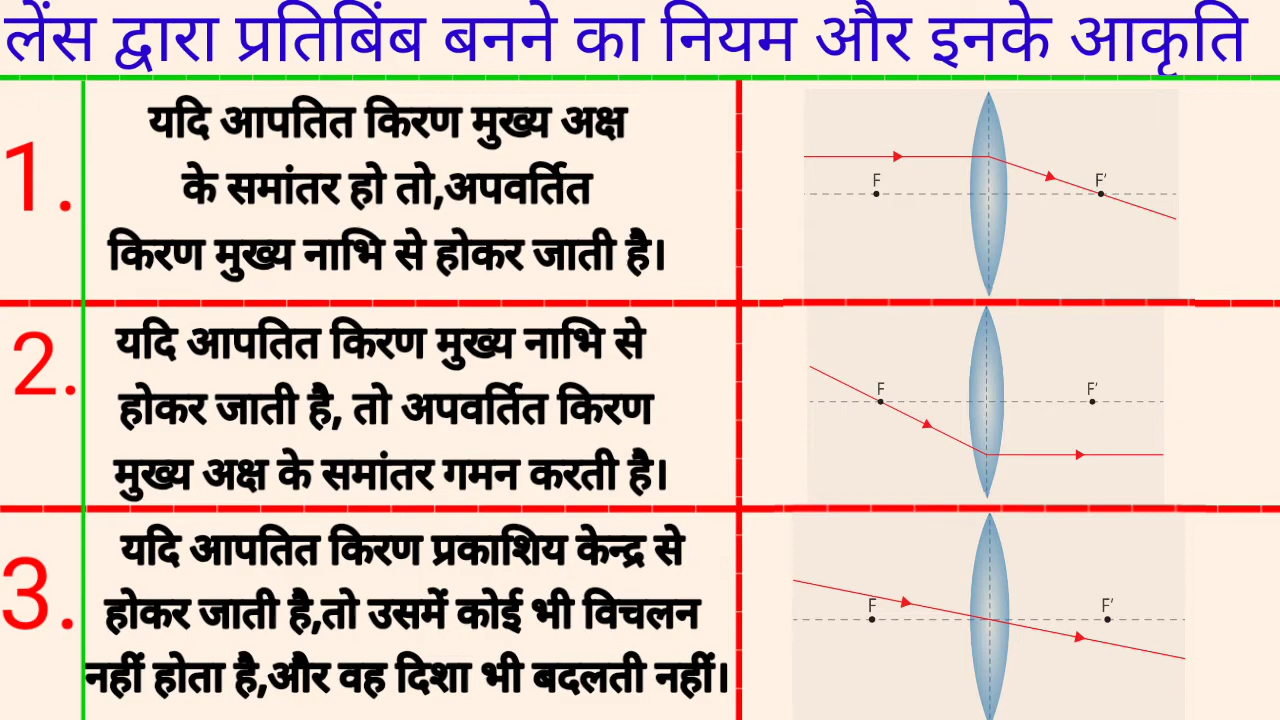 लेंस द्वारा प्रतिबिंब बनने का नियम और इनके आकृति
1.
यदि आपतित किरण मुख्य अक्ष
के समांतर हो तो,अपवर्तित
किरण मुख्य नाभि से होकर जाती है।
F F'
2.
यदि आपतित किरण मुख्य नाभि से
होकर जाती है, तो अपवर्तित किरण
मुख्य अक्ष के समांतर गमन करती है।
F F'
3.
यदि आपतित किरण प्रकाशिय केन्द्र से
होकर जाती है,तो उसमें कोई भी विचलन
नहीं होता है,और वह दिशा भी बदलती नहीं।
F F'